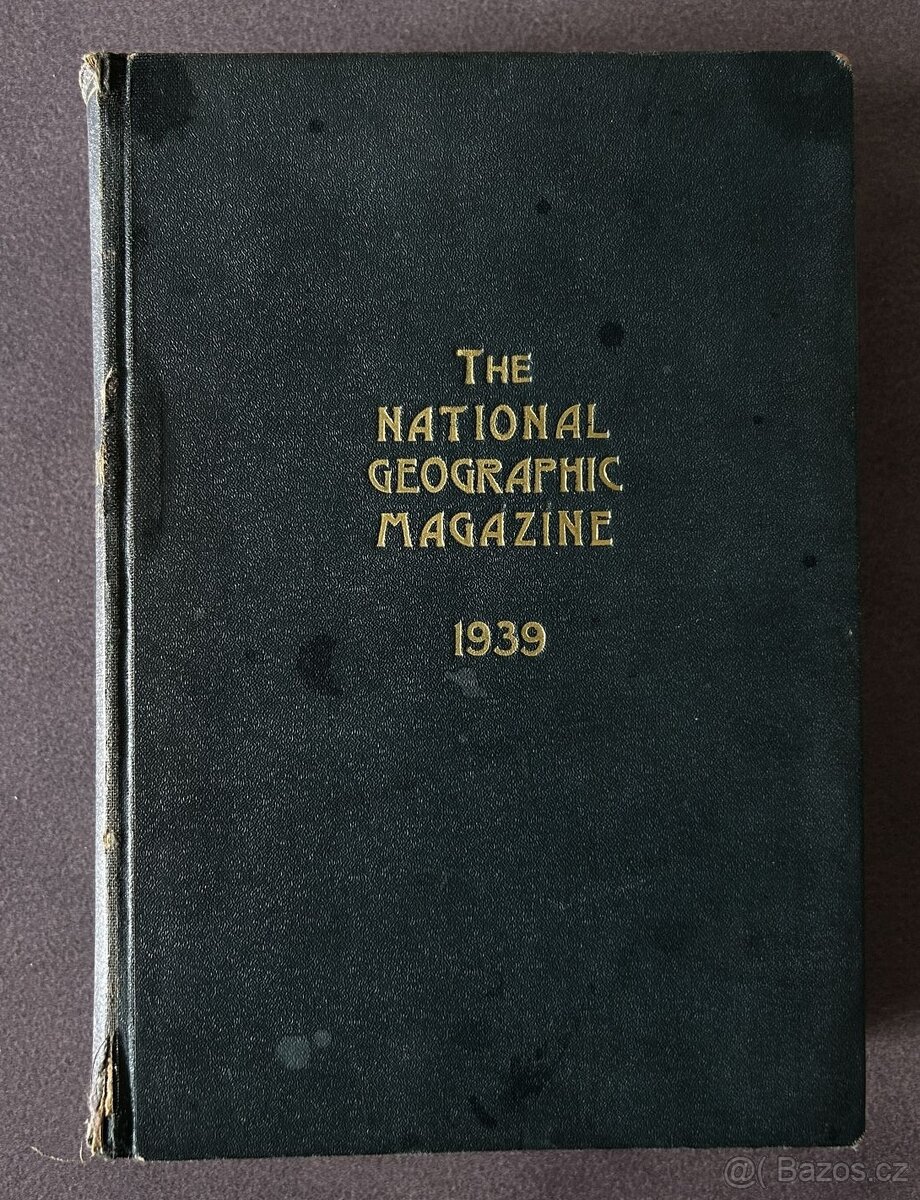 THE
NATIONAL
GEOGRAPHIC
MAGAZINE
1939
@( Bazos.cz